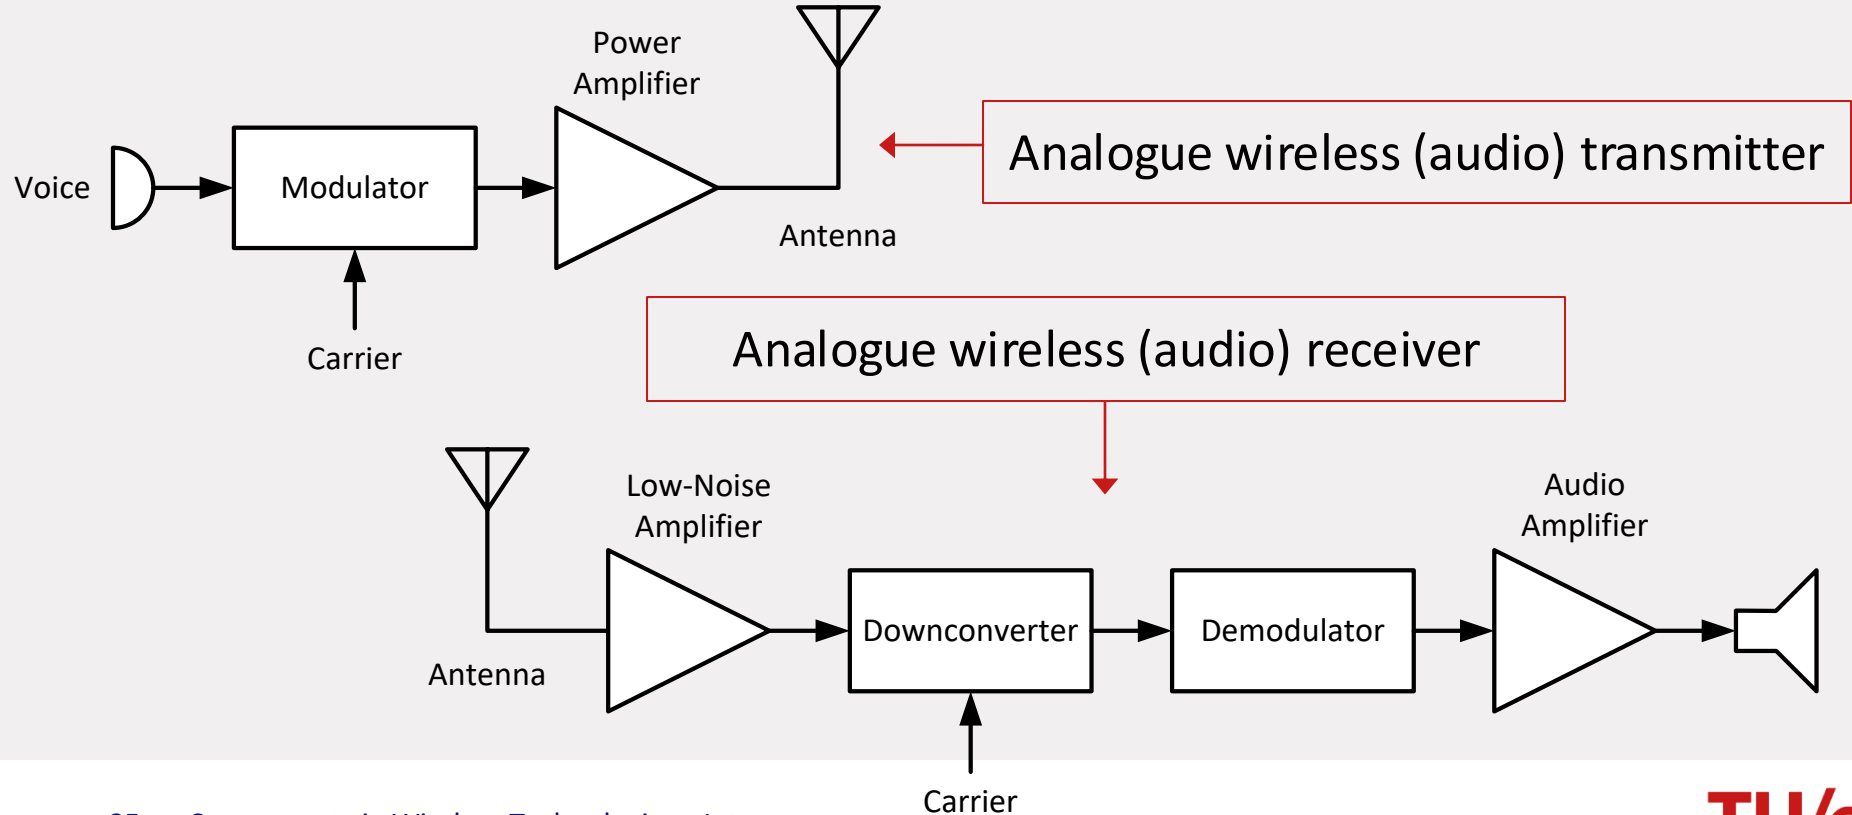 Power
Amplifier
Analogue wireless (audio) transmitter
Voice
Modulator
Antenna
Carrier
Analogue wireless (audio) receiver
Low-Noise
Amplifier
Audio
Amplifier
Downconverter
Demodulator
Antenna
Carrier